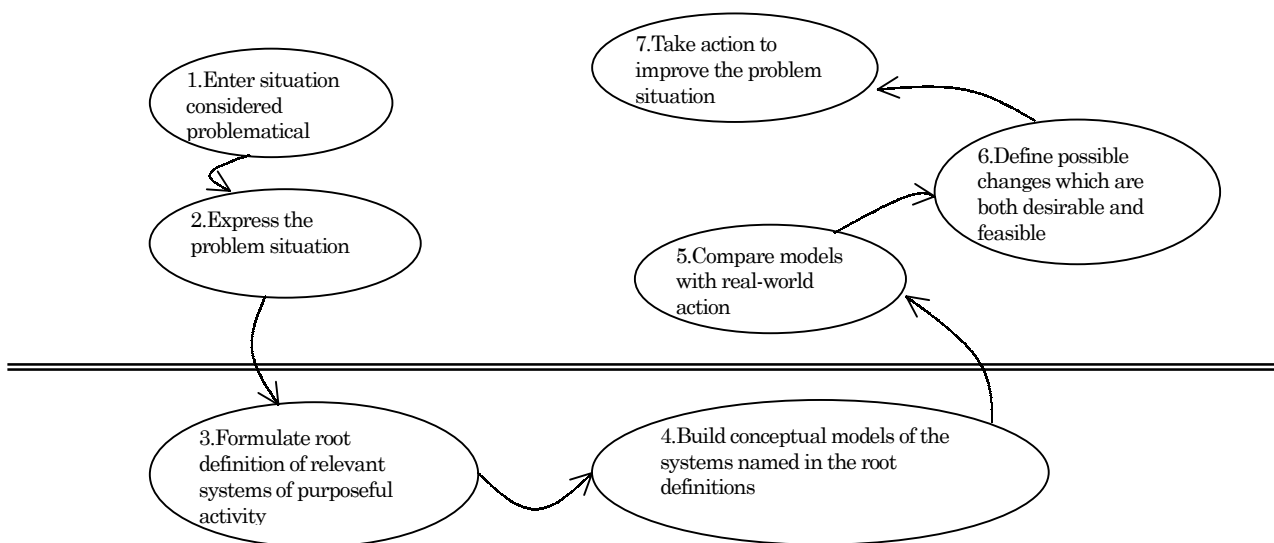 1.Enter situation
considered
problematical
2.Express the
problem situation
3.Formulate root
definition of relevant
systems of purposeful
activity
4.Build conceptual models of the
systems named in the root
definitions
5.Compare models
with real-world
action
6.Define possible
changes which are
both desirable and
feasible
7.Take action to
improve the problem
situation